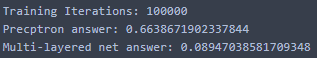 Training Iterations: 100000
Precptron answer: 0.6638671902337844
Multi-layered net answer: 0.08947038581709348